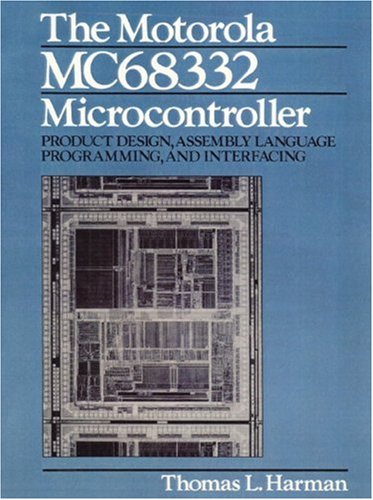 The Motorola
MC68332
Microcontroller
PRODUCT DESIGN, ASSEMBLY LANGUAGE
PROGRAMMING, AND INTERFACING
Thomas L. Harman